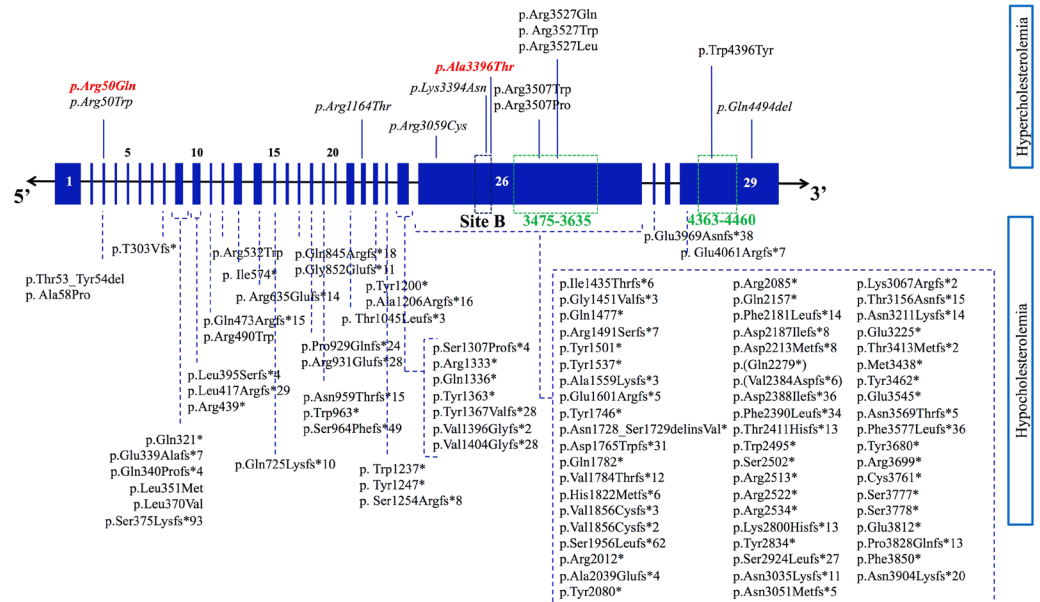 p.Arg3527Gln
p. Arg3527Trp
p.Arg3527Leu
p.Trp4396Tyr
p.Ala3396Thr
p.Arg50Gln
p.Arg50Trp
p.Lys3394Asn
p.Arg3507Trp
p.Arg3507Pro
p.Arg1164Thr
p.Gln4494del
p.Arg3059Cys
Hypercholesterolemia
5
10
15
20
1
26
29
5’
3’
Site B
3475-3635
4363-4460
Hypocholesterolemia
p.T303Vfs*
p.Thr53_Tyr54del
p. Ala58Pro
p.Arg532Trp
p. Ile574*
p. Arg635Glufs*14
p.Gln845Argfs*18
p.Gly852Glufs*11
p.Tyr1200*
p.Ala1206Argfs*16
p. Thr1045Leufs*3
p.Glu3969Asnfs*38
p. Glu4061Argfs*7
p.Gln473Argfs*15
p.Arg490Trp
p.Pro929Glnfs*24
p.Arg931Glufs*28
p.Leu395Serfs*4
p.Leu417Argfs*29
p.Arg439*
p.Asn959Thrfs*15
p.Trp963*
p.Ser964Phefs*49
p.Ser1307Profs*4
p.Arg1333*
p.Gln1336*
p.Tyr1363*
p.Tyr1367Valfs*28
p.Val1396Glyfs*2
p.Val1404Glyfs*28
p.Gln321*
p.Glu339Alafs*7
p.Gln340Profs*4
p.Leu351Met
p.Leu370Val
p.Ser375Lysfs*93
p.Gln725Lysfs*10
p. Trp1237*
p. Tyr1247*
p. Ser1254Argfs*8
p.Ile1435Thrfs*6
p.Gly1451Valfs*3
p.Gln1477*
p.Arg1491Serfs*7
p.Tyr1501*
p.Tyr1537*
p.Ala1559Lysfs*3
p.Glu1601Argfs*5
p.Tyr1746*
p.Asn1728_Ser1729delinsVal*
p.Asp1765Trpfs*31
p.Gln1782*
p.Val1784Thrfs*12
p.His1822Metfs*6
p.Val1856Cysfs*3
p.Val1856Cysfs*2
p.Ser1956Leufs*62
p.Arg2012*
p.Ala2039Glufs*4
p.Tyr2080*
p.Arg2085*
p.Gln2157*
p.Phe2181Leufs*14
p.Asp2187Ilefs*8
p.Asp2213Metfs*8
p.(Gln2279*)
p.(Val2384Aspfs*6)
p.Asp2388Ilefs*36
p.Phe2390Leufs*34
p.Thr2411Hisfs*13
p.Trp2495*
p.Ser2502*
p.Arg2513*
p.Arg2522*
p.Arg2534*
p.Lys2800Hisfs*13
p.Tyr2834*
p.Ser2924Leufs*27
p.Asn3035Lysfs*11
p.Asn3051Metfs*5
p.Lys3067Argfs*2
p.Thr3156Asnfs*15
p.Asn3211Lysfs*14
p.Glu3225*
p.Thr3413Metfs*2
p.Met3438*
p.Tyr3462*
p.Glu3545*
p.Asn3569Thrfs*5
p.Phe3577Leufs*36
p.Tyr3680*
p.Arg3699*
p.Cys3761*
p.Ser3777*
p.Ser3778*
p.Glu3812*
p.Pro3828Glnfs*13
p.Phe3850*
p.Asn3904Lysfs*20